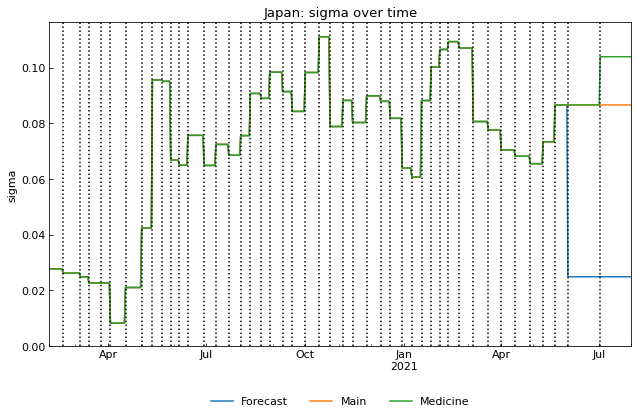 Japan: sigma over time
sigma
0.10
0.08
0.06
0.04
0.02
0.00
Apr Jul Oct Jan Apr Jul
2021
Forecast Main Medicine